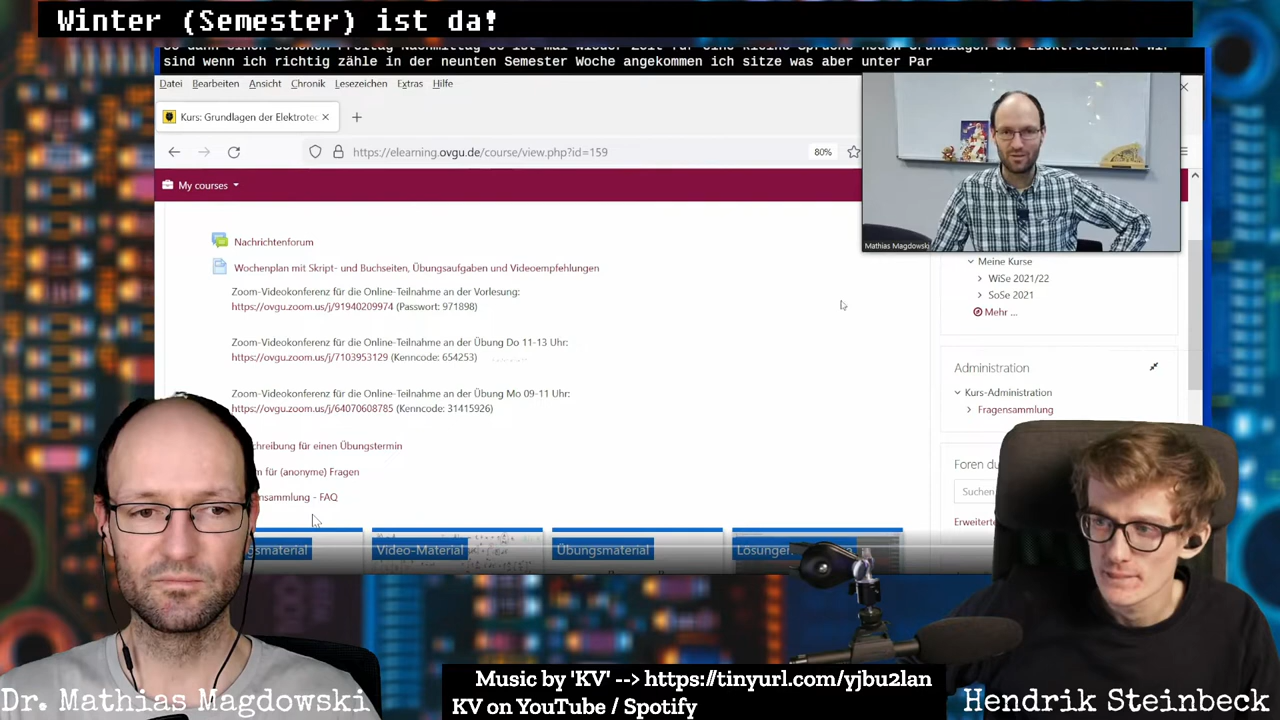 Winter (Semester) ist da!
sind wenn ich richtig zähle in der neunten Semester Woche angekommen ich sitze was aber unter Par
Datei Bearbeiten Ansicht Chronik Lesezeichen Extras Hilfe
Kurs: Grundlagen der Elektrotec
https://elearning.ovgu.de/course/view.php?id=159
80%
My courses
Mathias Magdowski
Nachrichtenforum
Wochenplan mit Skript- und Buchseiten, Übungsaufgaben und Videoempfehlungen
Zoom-Videokonferenz für die Online-Teilnahme an der Vorlesung:
https://ovgu.zoom.us/j/91940209974 (Passwort: 971898)
Zoom-Videokonferenz für die Online-Teilnahme an der Übung Do 11-13 Uhr:
https://ovgu.zoom.us/j/7103953129 (Kenncode: 654253)
Zoom-Videokonferenz für die Online-Teilnahme an der Übung Mo 09-11 Uhr:
https://ovgu.zoom.us/j/64070608785 (Kenncode: 31415926)
chreibung für einen Übungstermin
für (anonyme) Fragen
nsammlung - FAQ
Meine Kurse
WiSe 2021/22
SoSe 2021
Mehr ...
Administration
Kurs-Administration
Fragensammlung
Foren du
Suchen
Erweiterte
gsmaterial
Video-Material
Übungsmaterial
Lösungen
Dr. Mathias Magdowski
Music by 'KV' --> https://tinyurl.com/yjbu2lan
KV on YouTube / Spotify
Hendrik Steinbeck